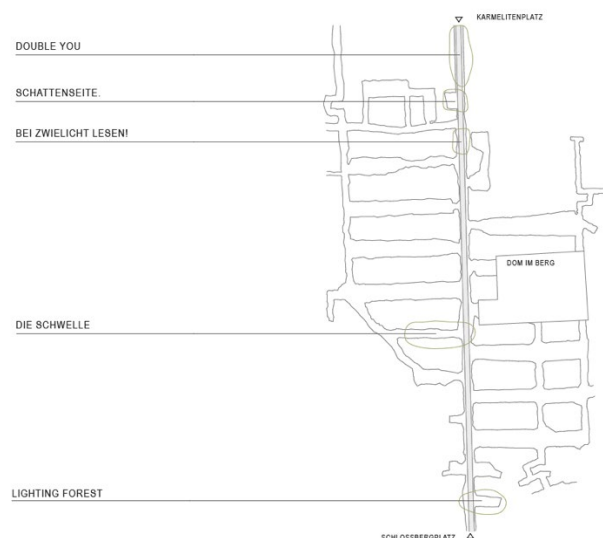 KARMELITENPLATZ
DOUBLE YOU
SCHATTENSEITE.
BEI ZWIELICHT LESEN!
DOM IM BERG
DIE SCHWELLE
LIGHTING FOREST
SCHLOSSBERGPLATZ